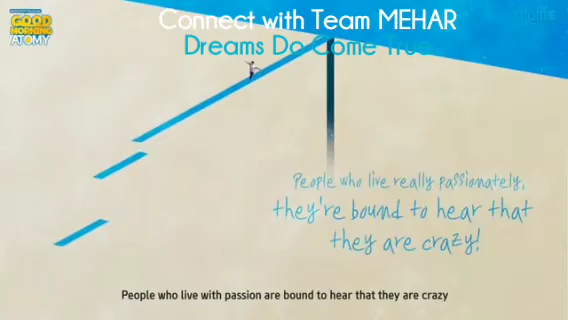 GOOD
MORNING
ATOMY
Connect with Team MEHAR
Dreams Do Come True
People who live really passionately,
they're bound to hear that
they are crazy!
People who live with passion are bound to hear that they are crazy